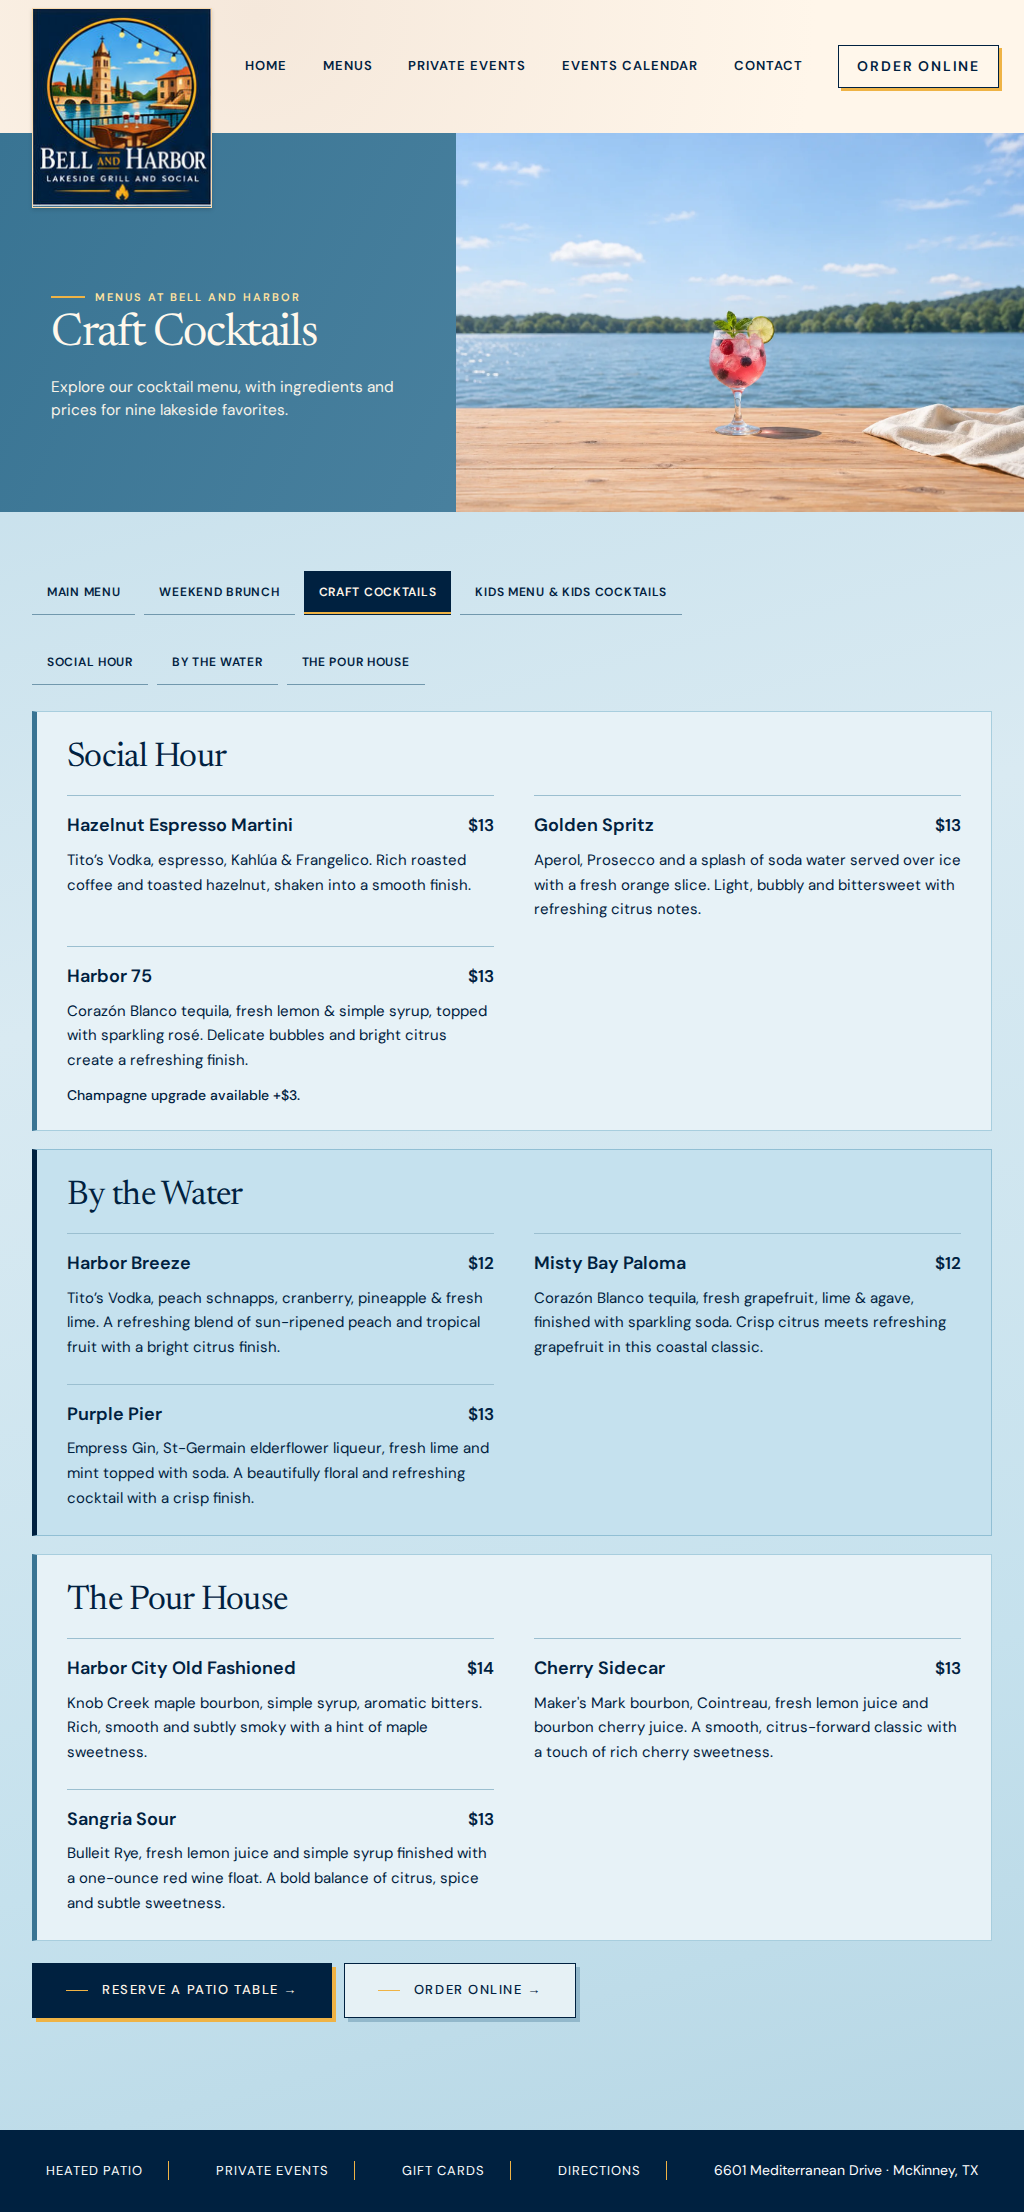 BELL AND HARBOR
LAKESIDE GRILL AND SOCIAL
HOME
MENUS
PRIVATE EVENTS
EVENTS CALENDAR
CONTACT
ORDER ONLINE
MENUS AT BELL AND HARBOR
Craft Cocktails
Explore our cocktail menu, with ingredients and
prices for nine lakeside favorites.
MAIN MENU
WEEKEND BRUNCH
CRAFT COCKTAILS
KIDS MENU & KIDS COCKTAILS
SOCIAL HOUR
BY THE WATER
THE POUR HOUSE
Social Hour
Hazelnut Espresso Martini $13
Tito’s Vodka, espresso, Kahlúa & Frangelico. Rich roasted
coffee and toasted hazelnut, shaken into a smooth finish.
Golden Spritz $13
Aperol, Prosecco and a splash of soda water served over ice
with a fresh orange slice. Light, bubbly and bittersweet with
refreshing citrus notes.
Harbor 75 $13
Corazón Blanco tequila, fresh lemon & simple syrup, topped
with sparkling rosé. Delicate bubbles and bright citrus
create a refreshing finish.
Champagne upgrade available +$3.
By the Water
Harbor Breeze $12
Tito’s Vodka, peach schnapps, cranberry, pineapple & fresh
lime. A refreshing blend of sun-ripened peach and tropical
fruit with a bright citrus finish.
Misty Bay Paloma $12
Corazón Blanco tequila, fresh grapefruit, lime & agave,
finished with sparkling soda. Crisp citrus meets refreshing
grapefruit in this coastal classic.
Purple Pier $13
Empress Gin, St-Germain elderflower liqueur, fresh lime and
mint topped with soda. A beautifully floral and refreshing
cocktail with a crisp finish.
The Pour House
Harbor City Old Fashioned $14
Knob Creek maple bourbon, simple syrup, aromatic bitters.
Rich, smooth and subtly smoky with a hint of maple
sweetness.
Cherry Sidecar $13
Maker's Mark bourbon, Cointreau, fresh lemon juice and
bourbon cherry juice. A smooth, citrus-forward classic with
a touch of rich cherry sweetness.
Sangria Sour $13
Bulleit Rye, fresh lemon juice and simple syrup finished with
a one-ounce red wine float. A bold balance of citrus, spice
and subtle sweetness.
RESERVE A PATIO TABLE →
ORDER ONLINE →
HEATED PATIO
PRIVATE EVENTS
GIFT CARDS
DIRECTIONS
6601 Mediterranean Drive · McKinney, TX